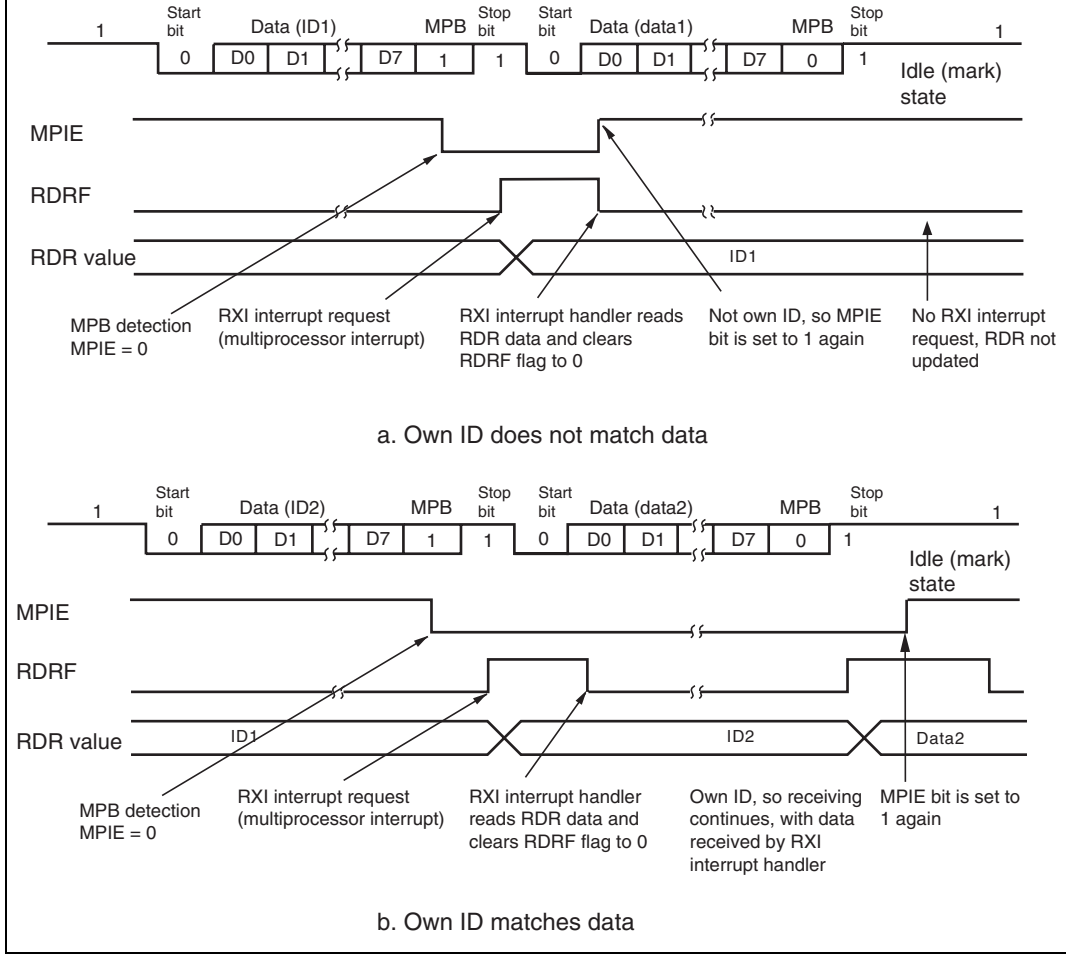 Start bit Data (ID1) MPB Stop bit Start bit Data (data1) MPB Stop bit
1 1
0 D0 D1 D7 1 1 0 D0 D1 D7 0 1
Idle (mark) state
MPIE
RDRF
RDR value ID1
MPB detection
MPIE = 0
RXI interrupt request
(multiprocessor interrupt)
RXI interrupt handler reads
RDR data and clears
RDRF flag to 0
Not own ID, so MPIE
bit is set to 1 again
No RXI interrupt
request, RDR not
updated
a. Own ID does not match data
Start bit Data (ID2) MPB Stop bit Start bit Data (data2) MPB Stop bit
1 1
0 D0 D1 D7 1 1 0 D0 D1 D7 0 1
Idle (mark) state
MPIE
RDRF
RDR value ID1 ID2 Data2
MPB detection
MPIE = 0
RXI interrupt request
(multiprocessor interrupt)
RXI interrupt handler
reads RDR data and
clears RDRF flag to 0
Own ID, so receiving
continues, with data
received by RXI
interrupt handler
MPIE bit is set to
1 again
b. Own ID matches data